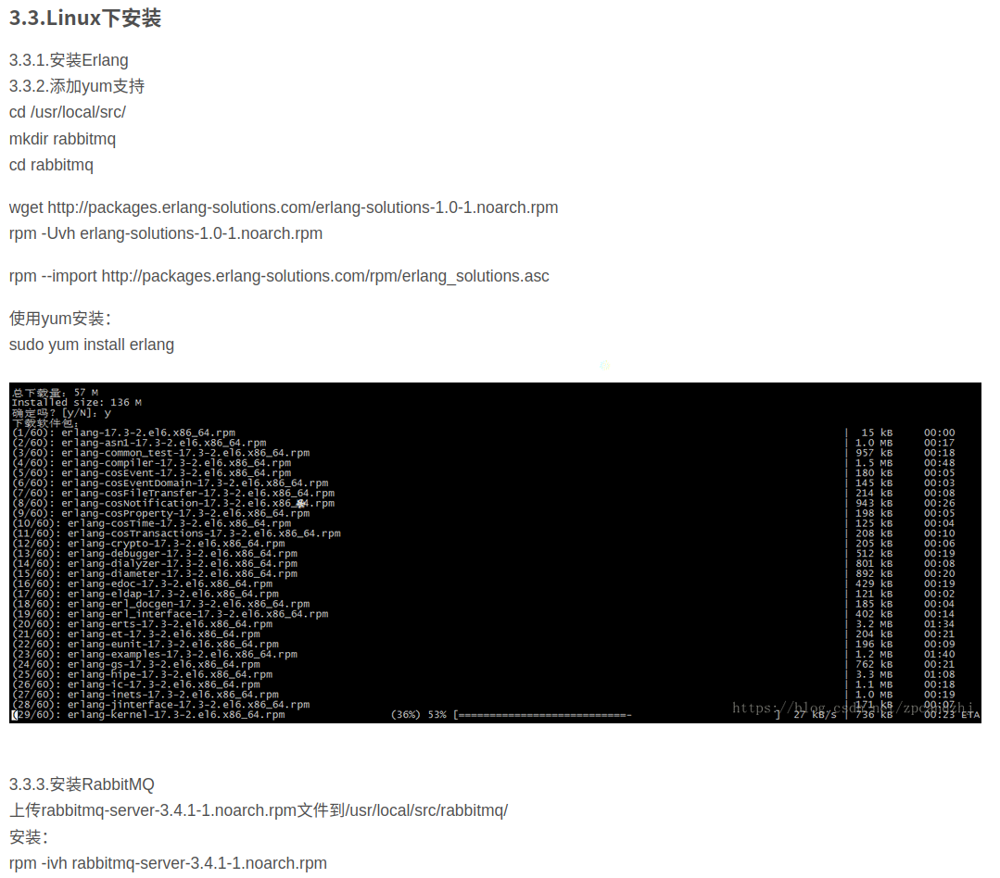 3.3.Linux下安装
3.3.1.安装Erlang
3.3.2.添加yum支持
cd /usr/local/src/
mkdir rabbitmq
cd rabbitmq
wget http://packages.erlang-solutions.com/erlang-solutions-1.0-1.noarch.rpm
rpm -Uvh erlang-solutions-1.0-1.noarch.rpm
rpm --import http://packages.erlang-solutions.com/rpm/erlang_solutions.asc
使用yum安装：
sudo yum install erlang
总下载量：57 M
Installed size: 136 M
确定吗？[y/N]：y
下载软件包：
(1/60): erlang-17.3-2.el6.x86_64.rpm | 15 kB 00:00
(2/60): erlang-asn1-17.3-2.el6.x86_64.rpm | 1.0 MB 00:17
(3/60): erlang-common_test-17.3-2.el6.x86_64.rpm | 957 kB 00:18
(4/60): erlang-compiler-17.3-2.el6.x86_64.rpm | 1.5 MB 00:48
(5/60): erlang-cosEvent-17.3-2.el6.x86_64.rpm | 180 kB 00:05
(6/60): erlang-cosEventDomain-17.3-2.el6.x86_64.rpm | 145 kB 00:03
(7/60): erlang-cosFileTransfer-17.3-2.el6.x86_64.rpm | 214 kB 00:08
(8/60): erlang-cosNotification-17.3-2.el6.x86_64.rpm | 943 kB 00:26
(9/60): erlang-cosProperty-17.3-2.el6.x86_64.rpm | 198 kB 00:05
(10/60): erlang-cosTime-17.3-2.el6.x86_64.rpm | 125 kB 00:04
(11/60): erlang-cosTransactions-17.3-2.el6.x86_64.rpm | 208 kB 00:10
(12/60): erlang-crypto-17.3-2.el6.x86_64.rpm | 205 kB 00:06
(13/60): erlang-debugger-17.3-2.el6.x86_64.rpm | 512 kB 00:19
(14/60): erlang-dialyzer-17.3-2.el6.x86_64.rpm | 801 kB 00:08
(15/60): erlang-diameter-17.3-2.el6.x86_64.rpm | 892 kB 00:20
(16/60): erlang-edoc-17.3-2.el6.x86_64.rpm | 429 kB 00:19
(17/60): erlang-eldap-17.3-2.el6.x86_64.rpm | 121 kB 00:02
(18/60): erlang-erl_docgen-17.3-2.el6.x86_64.rpm | 185 kB 00:04
(19/60): erlang-erl_interface-17.3-2.el6.x86_64.rpm | 402 kB 00:14
(20/60): erlang-erts-17.3-2.el6.x86_64.rpm | 3.2 MB 01:34
(21/60): erlang-et-17.3-2.el6.x86_64.rpm | 204 kB 00:21
(22/60): erlang-eunit-17.3-2.el6.x86_64.rpm | 196 kB 00:09
(23/60): erlang-examples-17.3-2.el6.x86_64.rpm | 1.2 MB 01:40
(24/60): erlang-gs-17.3-2.el6.x86_64.rpm | 762 kB 00:21
(25/60): erlang-hipe-17.3-2.el6.x86_64.rpm | 3.3 MB 01:08
(26/60): erlang-ic-17.3-2.el6.x86_64.rpm | 1.1 MB 00:18
(27/60): erlang-inets-17.3-2.el6.x86_64.rpm | 1.0 MB 00:19
(28/60): erlang-jinterface-17.3-2.el6.x86_64.rpm | 171 kB 00:07
(29/60): erlang-kernel-17.3-2.el6.x86_64.rpm (36%) 53% [===========================- ] 27 kB/s | 736 kB 00:23 ETA
3.3.3.安装RabbitMQ
上传rabbitmq-server-3.4.1-1.noarch.rpm文件到/usr/local/src/rabbitmq/
安装：
rpm -ivh rabbitmq-server-3.4.1-1.noarch.rpm